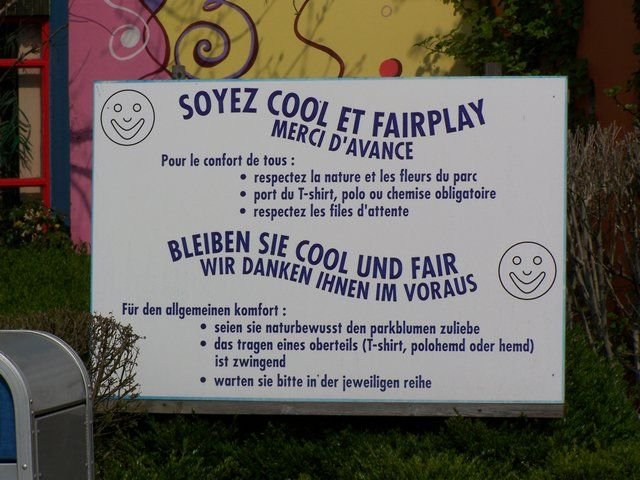 SOYEZ COOL ET FAIRPLAY
MERCI D'AVANCE
Pour le confort de tous :
• respectez la nature et les fleurs du parc
• port du T-shirt, polo ou chemise obligatoire
• respectez les files d'attente
BLEIBEN SIE COOL UND FAIR
WIR DANKEN IHNEN IM VORAUS
Für den allgemeinen komfort :
• seien sie naturbewusst den parkblumen zuliebe
• das tragen eines oberteils (T-shirt, polohemd oder hemd)
ist zwingend
• warten sie bitte in der jeweiligen reihe